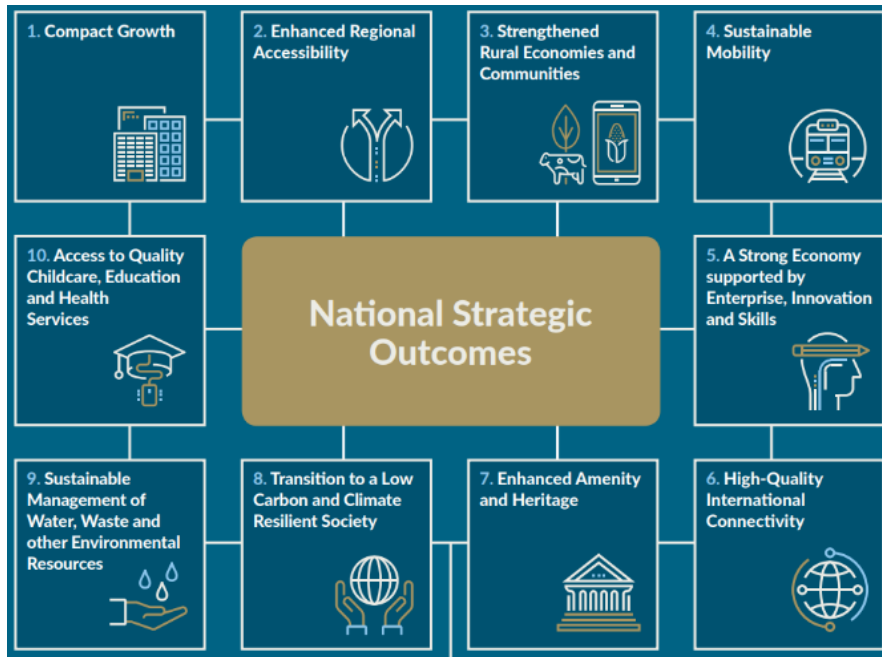 1. Compact Growth
2. Enhanced Regional
Accessibility
3. Strengthened
Rural Economies and
Communities
4. Sustainable
Mobility
10. Access to Quality
Childcare, Education
and Health
Services
National Strategic
Outcomes
5. A Strong Economy
supported by
Enterprise, Innovation
and Skills
9. Sustainable
Management of
Water, Waste and
other Environmental
Resources
8. Transition to a Low
Carbon and Climate
Resilient Society
7. Enhanced Amenity
and Heritage
6. High-Quality
International
Connectivity